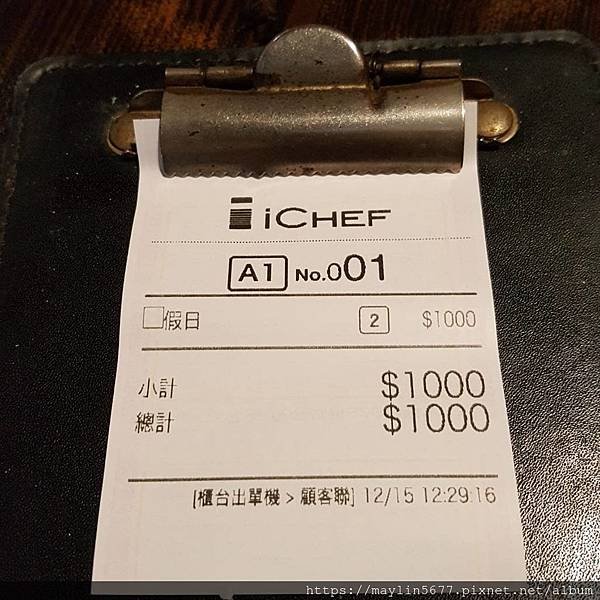 iCHEF
A1 No.001
假日 2 $1000
小計 $1000
總計 $1000
[櫃台出單機 > 顧客聯] 12/15 12:29:16
https://maylin5677.pixnet.net/album